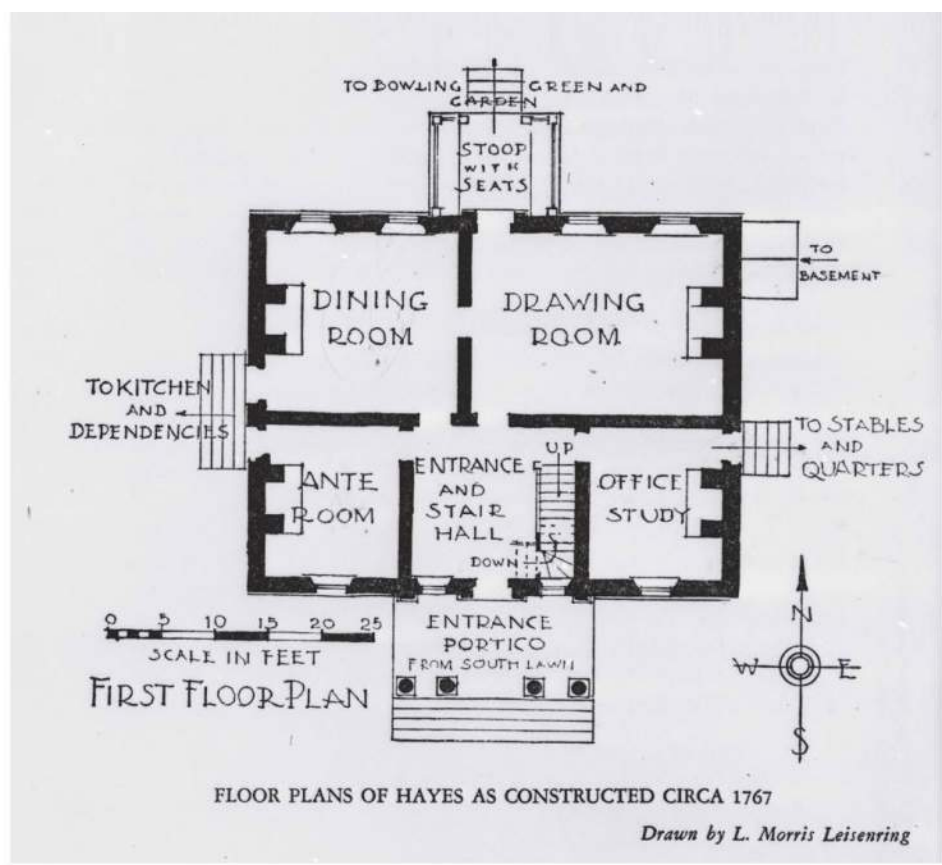 TO BOWLING GREEN AND
GARDEN
STOOP
WITH
SEATS
TO
BASEMENT
DINING
ROOM
DRAWING
ROOM
TO KITCHEN
AND
DEPENDENCIES
TO STABLES
AND
QUARTERS
UP
ANTE
ROOM
ENTRANCE
AND
STAIR
HALL
OFFICE
STUDY
DOWN
0 5 10 15 20 25
SCALE IN FEET
FIRST FLOOR PLAN
ENTRANCE
PORTICO
FROM SOUTH LAWN
N
W E
S
FLOOR PLANS OF HAYES AS CONSTRUCTED CIRCA 1767
Drawn by L. Morris Leisenring